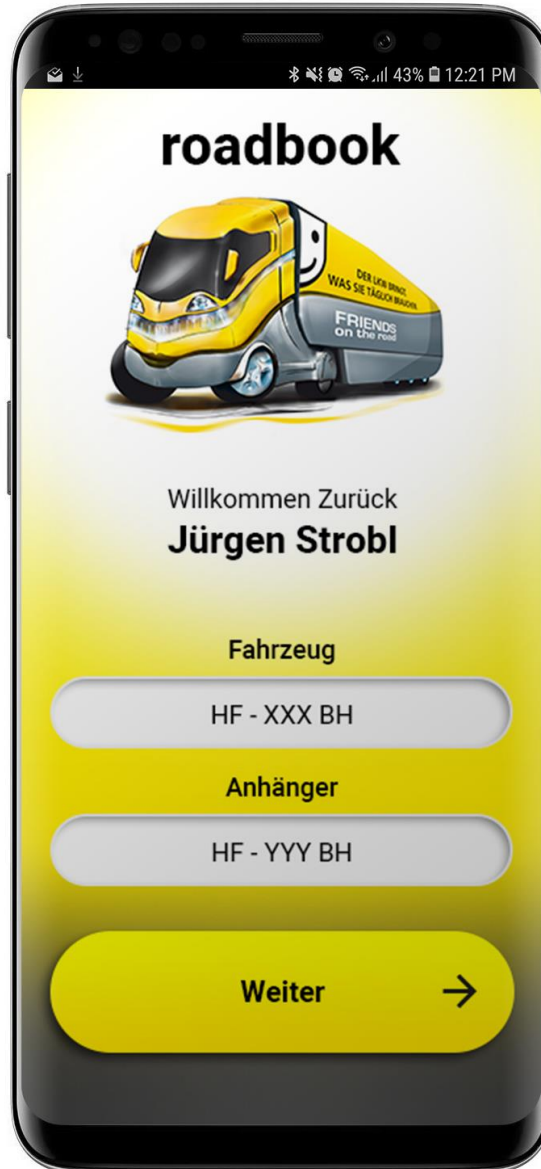 43% 12:21 PM
roadbook
DER LKW BRINGT,
WAS SIE TÄGLICH BRAUCHEN
FRIENDS
on the road
Willkommen Zurück
Jürgen Strobl
Fahrzeug
HF - XXX BH
Anhänger
HF - YYY BH
Weiter